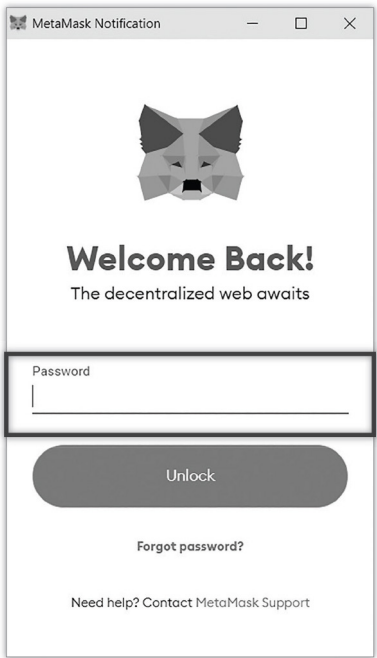 MetaMask Notification
Welcome Back!
The decentralized web awaits
Password
Unlock
Forgot password?
Need help? Contact MetaMask Support